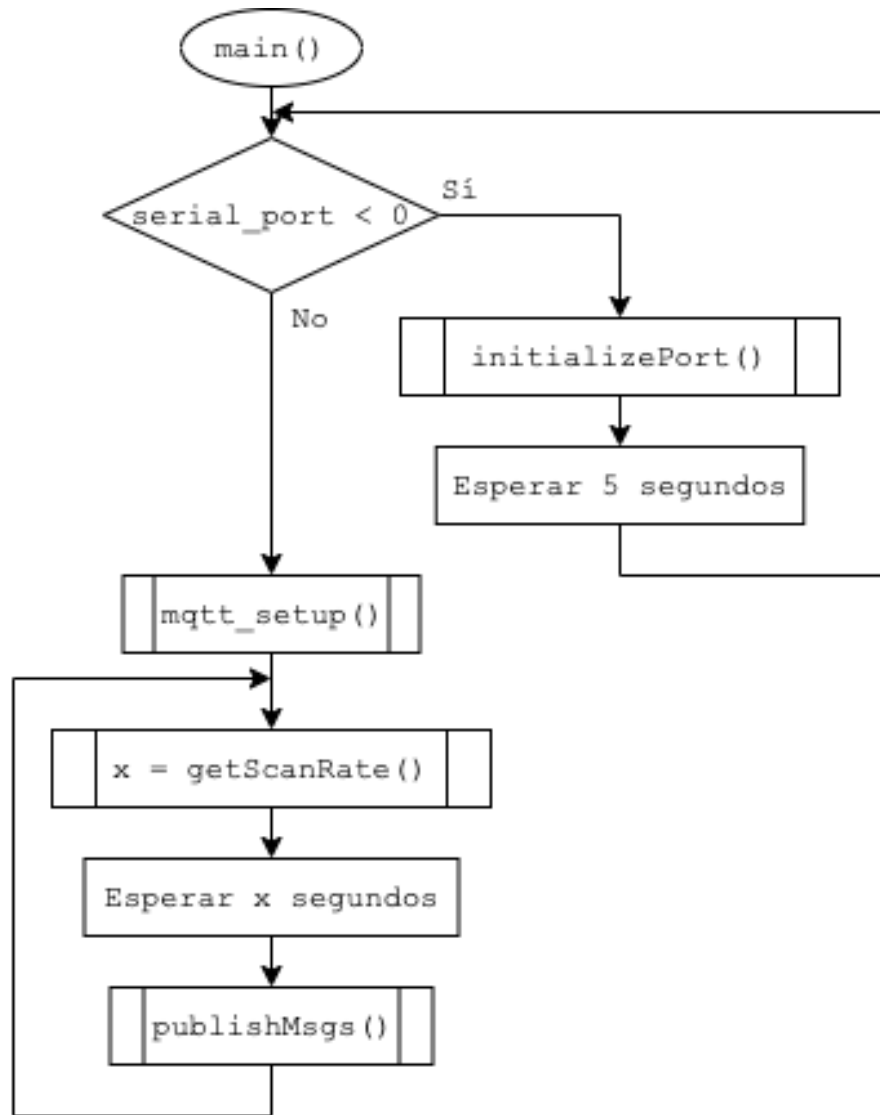 main()
serial_port < 0
Sí
No
initializePort()
Esperar 5 segundos
mqtt_setup()
x = getScanRate()
Esperar x segundos
publishMsgs()